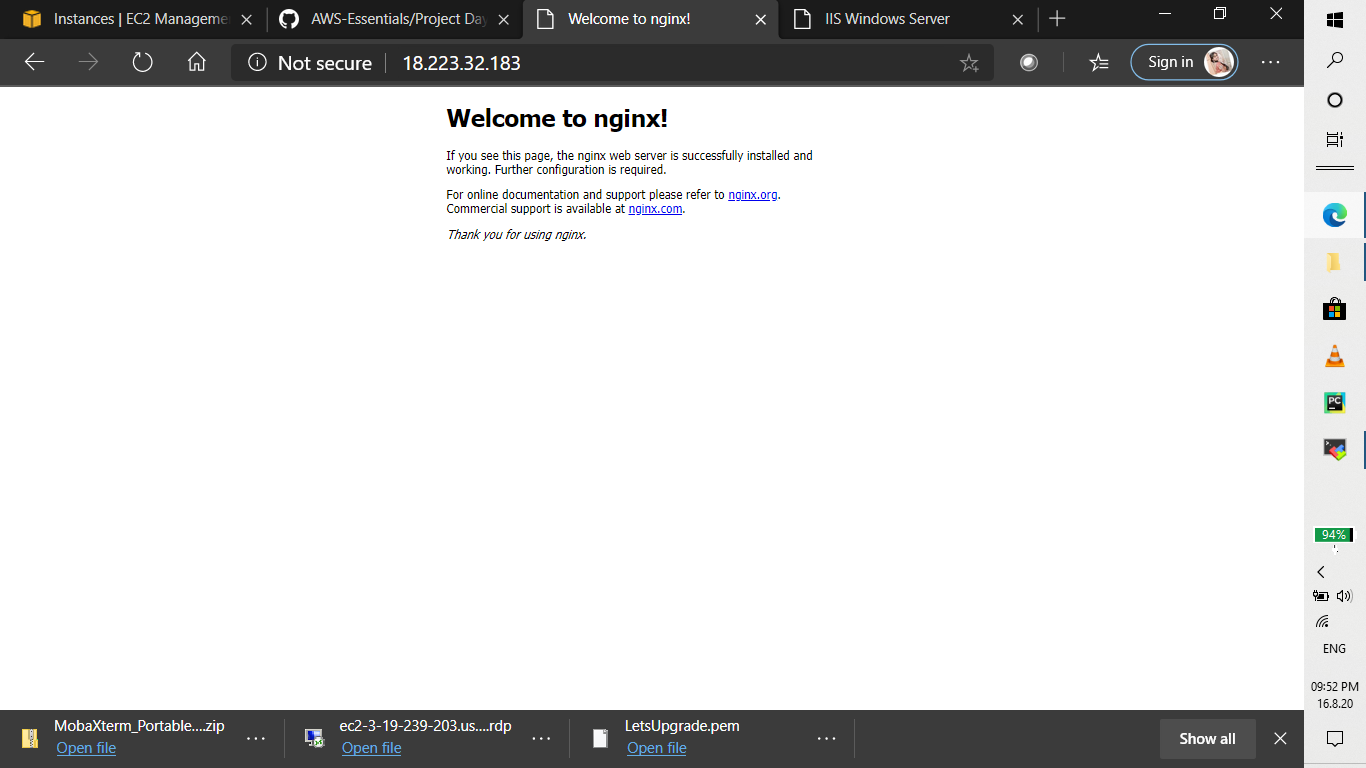 Instances | EC2 Manageme
AWS-Essentials/Project Day
Welcome to nginx!
IIS Windows Server
Not secure
18.223.32.183
Sign in
Welcome to nginx!
If you see this page, the nginx web server is successfully installed and
working. Further configuration is required.
For online documentation and support please refer to nginx.org.
Commercial support is available at nginx.com.
Thank you for using nginx.
PC
94%
ENG
09:52 PM
16.8.20
MobaXterm_Portable....zip
Open file
ec2-3-19-239-203.us....rdp
Open file
LetsUpgrade.pem
Open file
Show all